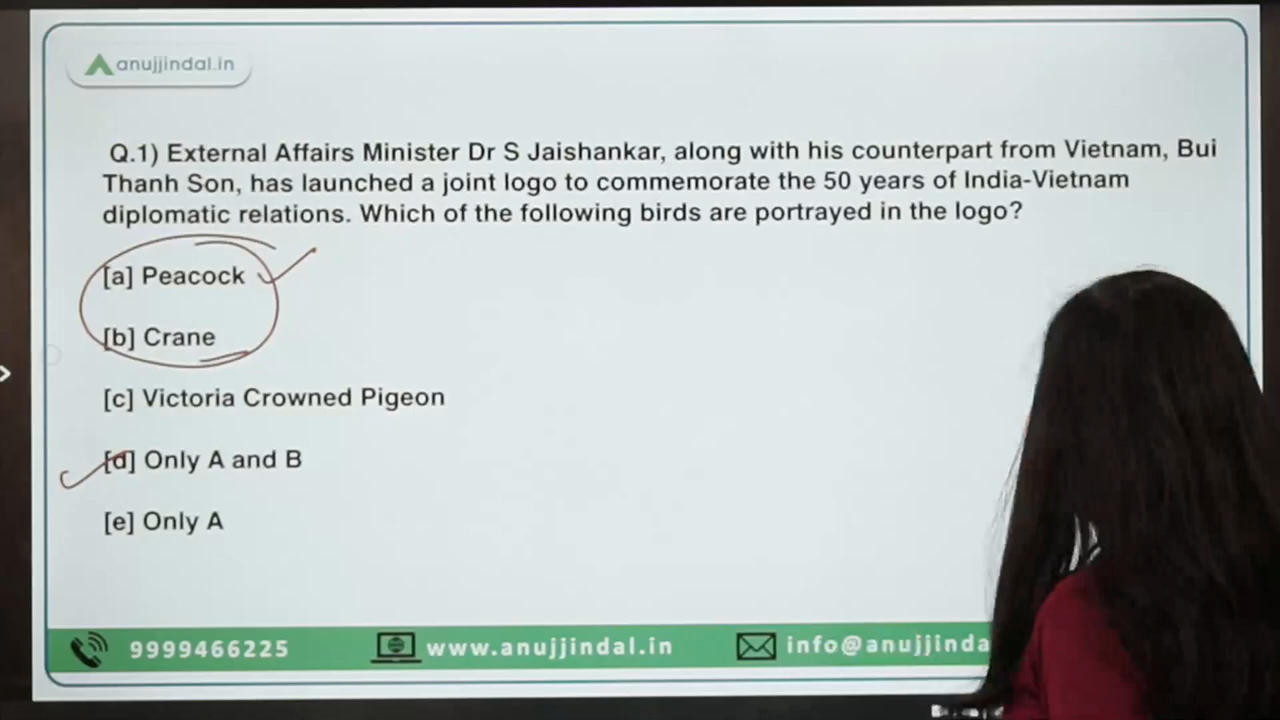 anujjindal.in
Q.1) External Affairs Minister Dr S Jaishankar, along with his counterpart from Vietnam, Bui
Thanh Son, has launched a joint logo to commemorate the 50 years of India-Vietnam
diplomatic relations. Which of the following birds are portrayed in the logo?
[a] Peacock
[b] Crane
[c] Victoria Crowned Pigeon
[d] Only A and B
[e] Only A
9999466225 www.anujjindal.in info@anujjinda